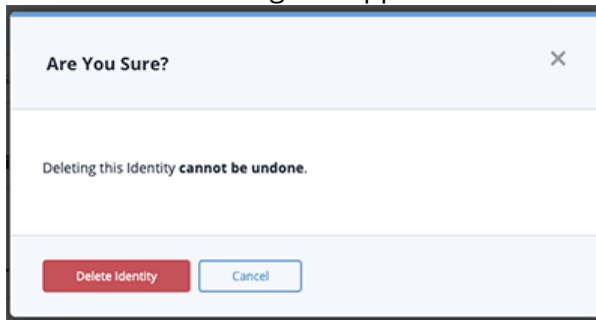 Are You Sure?
Deleting this Identity cannot be undone.
Delete Identity
Cancel